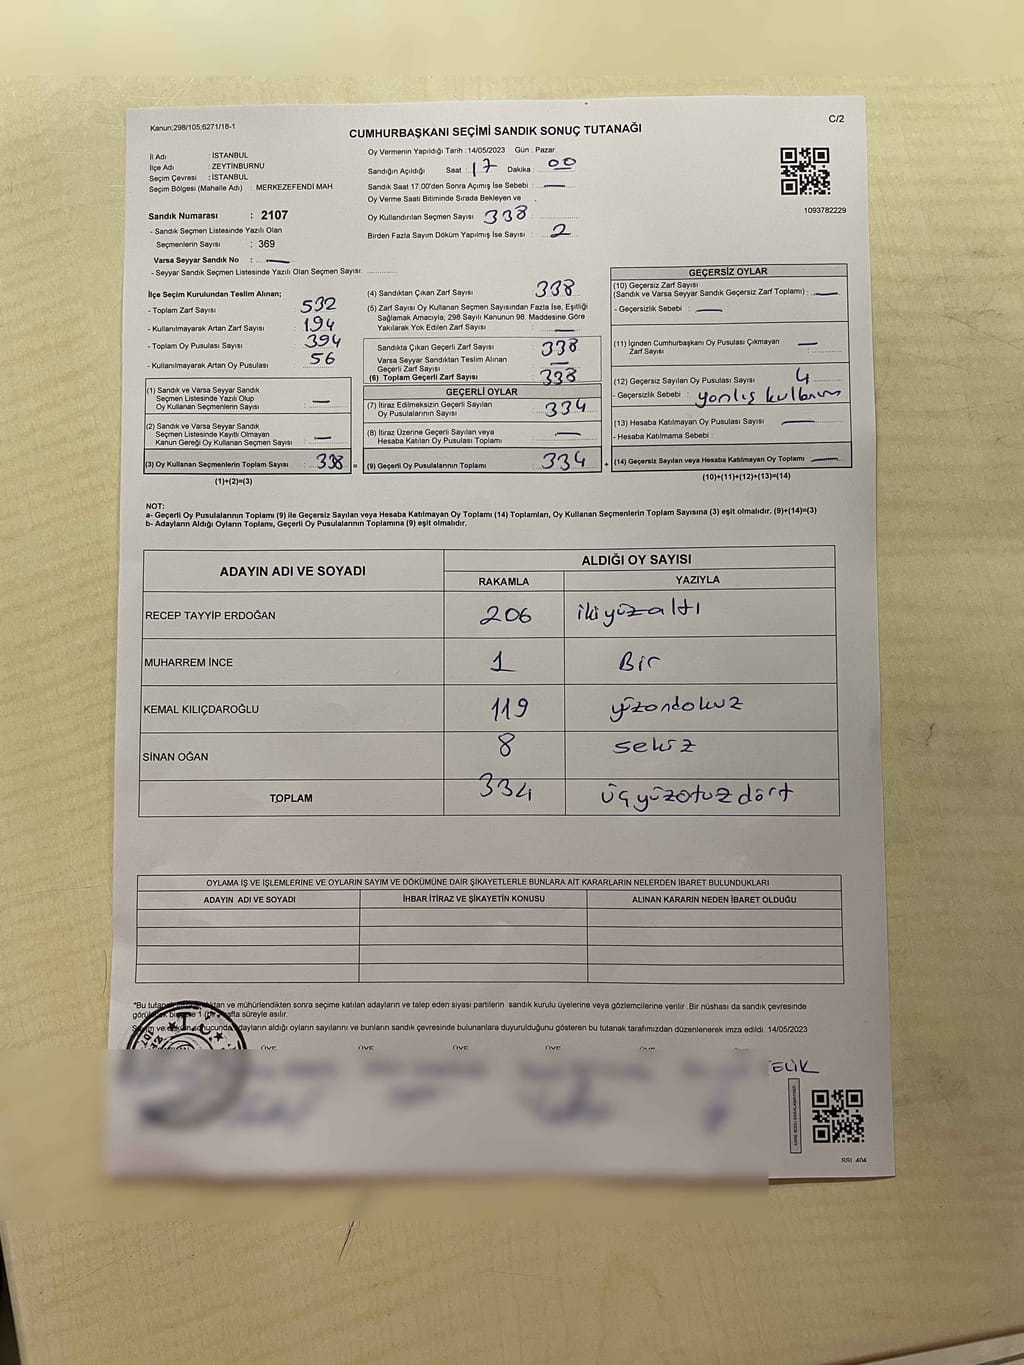 Kanun;298/105;6271/18-1
C/2
CUMHURBAŞKANI SEÇİMİ SANDIK SONUÇ TUTANAĞI
İl Adı : İSTANBUL
İlçe Adı : ZEYTİNBURNU
Seçim Çevresi : İSTANBUL
Seçim Bölgesi (Mahalle Adı) : MERKEZEFENDİ MAH.
Sandık Numarası : 2107
- Sandık Seçmen Listesinde Yazılı Olan
Seçmenlerin Sayısı : 369
Varsa Seyyar Sandık No : —
- Seyyar Sandık Seçmen Listesinde Yazılı Olan Seçmen Sayısı
Oy Vermenin Yapıldığı Tarih : 14/05/2023 Gün : Pazar
Sandığın Açıldığı Saat : 17 Dakika : 00
Sandık Saat 17:00'den Sonra Açımış İse Sebebi : —
Oy Verme Saati Bitiminde Sırada Bekleyen ve
Oy Kullandırılan Seçmen Sayısı 338
Birden Fazla Sayım Döküm Yapılmış İse Sayısı : 2
1093782229
İlçe Seçim Kurulundan Teslim Alınan;
- Toplam Zarf Sayısı : 532
- Kullanılmayarak Artan Zarf Sayısı : 194
- Toplam Oy Pusulası Sayısı : 394
- Kullanılmayarak Artan Oy Pusulası 56
(1) Sandık ve Varsa Seyyar Sandık
Seçmen Listesinde Yazılı Olup
Oy Kullanan Seçmenlerin Sayısı : —
(2) Sandık ve Varsa Seyyar Sandık
Seçmen Listesinde Kayıtlı Olmayan
Kanun Gereği Oy Kullanan Seçmen Sayısı : —
(3) Oy Kullanan Seçmenlerin Toplam Sayısı : 338
(1)+(2)=(3)
(4) Sandıktan Çıkan Zarf Sayısı : 338
(5) Zarf Sayısı Oy Kullanan Seçmen Sayısından Fazla İse, Eşitliği
Sağlamak Amacıyla; 298 Sayılı Kanunun 98. Maddesine Göre
Yakılarak Yok Edilen Zarf Sayısı : —
Sandıkta Çıkan Geçerli Zarf Sayısı : 338
Varsa Seyyar Sandıktan Teslim Alınan
Geçerli Zarf Sayısı : —
(6) Toplam Geçerli Zarf Sayısı : 338
GEÇERLİ OYLAR
(7) İtiraz Edilmeksizin Geçerli Sayılan
Oy Pusulalarının Sayısı : 334
(8) İtiraz Üzerine Geçerli Sayılan veya
Hesaba Katılan Oy Pusulası Toplamı : —
= (9) Geçerli Oy Pusulalarının Toplamı : 334
GEÇERSİZ OYLAR
(10) Geçersiz Zarf Sayısı
(Sandık ve Varsa Seyyar Sandık Geçersiz Zarf Toplamı) : —
- Geçersizlik Sebebi : —
(11) İçinden Cumhurbaşkanı Oy Pusulası Çıkmayan
Zarf Sayısı : —
(12) Geçersiz Sayılan Oy Pusulası Sayısı : 4
- Geçersizlik Sebebi : yanlış kullanım
(13) Hesaba Katılmayan Oy Pusulası Sayısı : —
- Hesaba Katılmama Sebebi :
+ (14) Geçersiz Sayılan veya Hesaba Katılmayan Oy Toplamı : —
(10)+(11)+(12)+(13)=(14)
NOT:
a- Geçerli Oy Pusulalarının Toplamı (9) ile Geçersiz Sayılan veya Hesaba Katılmayan Oy Toplamı (14) Toplamları, Oy Kullanan Seçmenlerin Toplam Sayısına (3) eşit olmalıdır. (9)+(14)=(3)
b- Adayların Aldığı Oyların Toplamı, Geçerli Oy Pusulalarının Toplamına (9) eşit olmalıdır.
ADAYIN ADI VE SOYADI
ALDIĞI OY SAYISI
RAKAMLA YAZIYLA
RECEP TAYYİP ERDOĞAN 206 ikiyüzaltı
MUHARREM İNCE 1 Bir
KEMAL KILIÇDAROĞLU 119 yüzondokuz
SİNAN OĞAN 8 sekiz
TOPLAM 334 üçyüzotuzdört
OYLAMA İŞ VE İŞLEMLERİNE VE OYLARIN SAYIM VE DÖKÜMÜNE DAİR ŞİKAYETLERLE BUNLARA AİT KARARLARIN NELERDEN İBARET BULUNDUKLARI
ADAYIN ADI VE SOYADI İHBAR İTİRAZ VE ŞİKAYETİN KONUSU ALINAN KARARIN NEDEN İBARET OLDUĞU
*Bu ve mühürlendikten sonra seçime katılan adayların ve talep eden siyasi partilerin sandık kurulu üyelerine veya gözlemcilerine verilir .Bir nüshası da sandık çevresinde
1 hafta süreyle asılır.
adayların aldığı oyların sayılarını ve bunların sandık çevresinde bulunanlara duyurulduğunu gösteren bu tutanak tarafımızdan düzenlenerek imza edildi. 14/05/2023
ÜYE ÜYE ÜYE ÜYE ÜYE
T.C.
ELİK